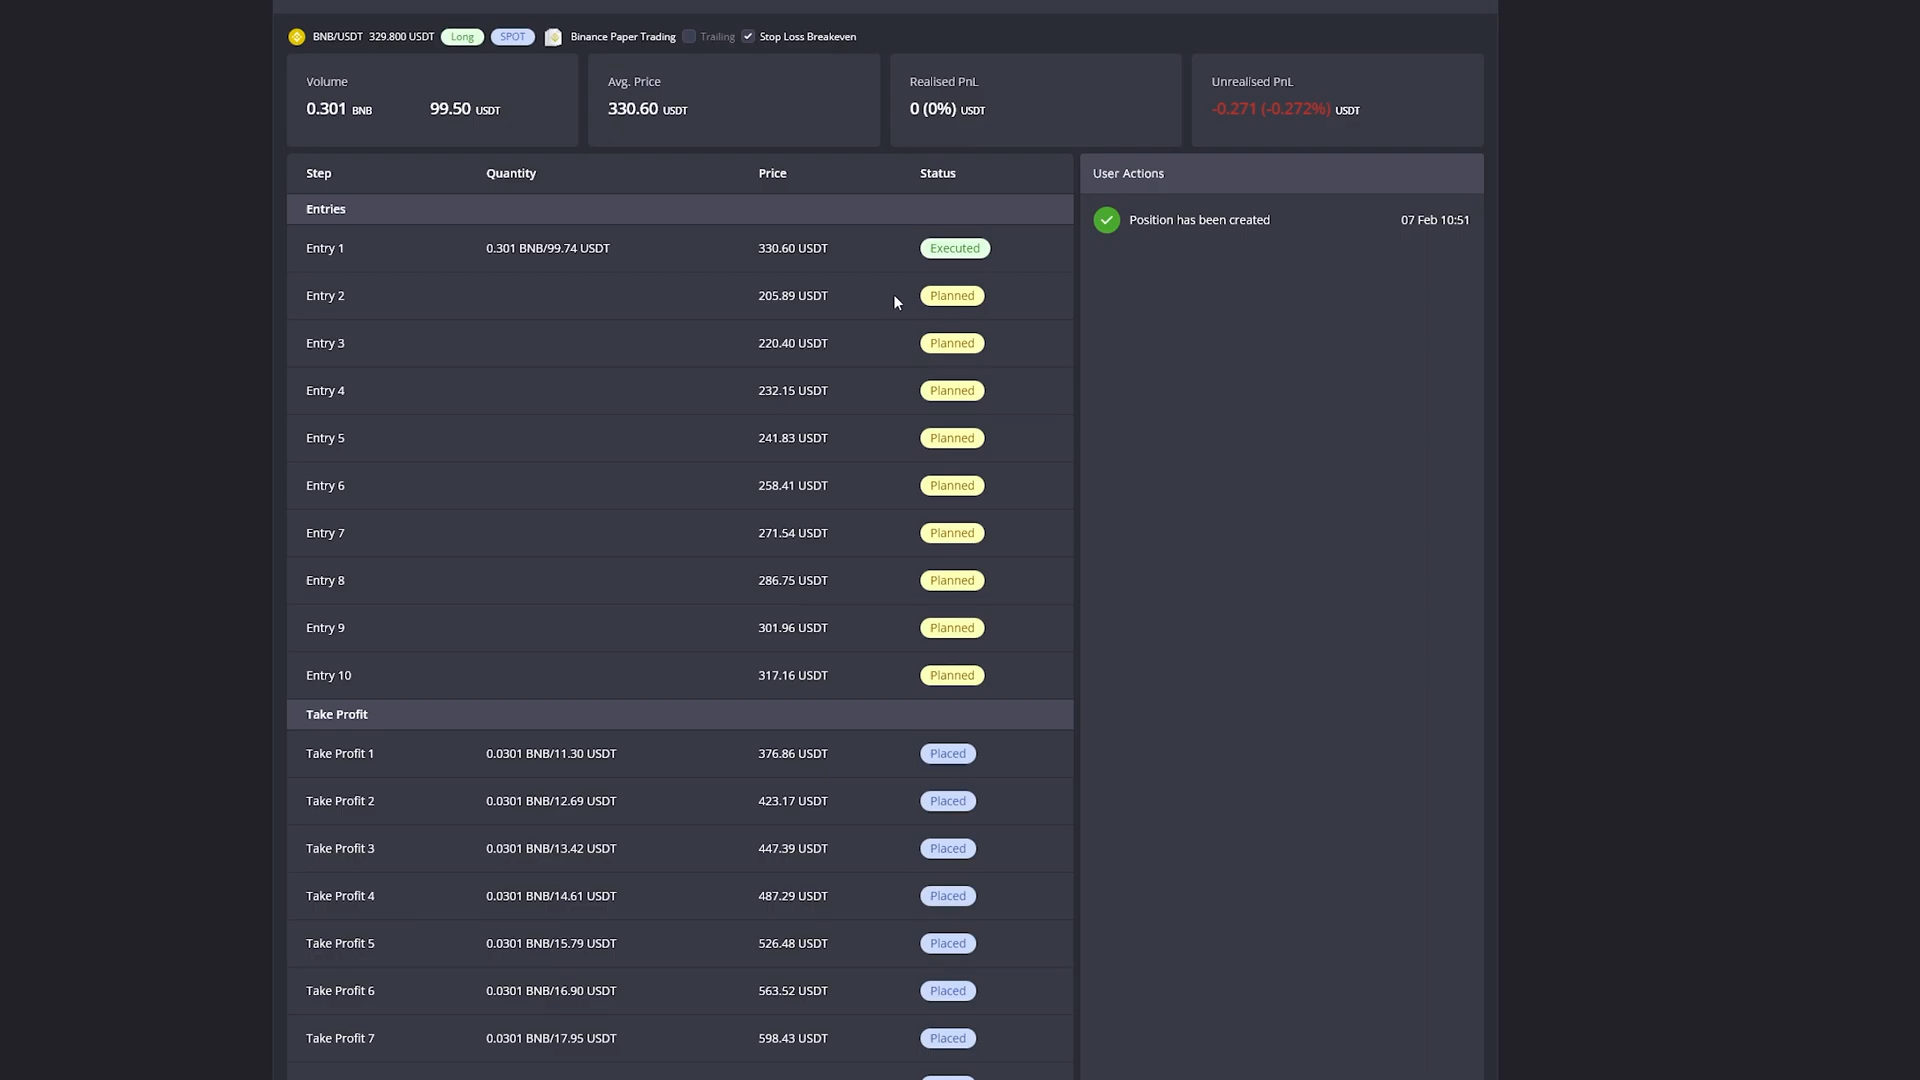 BNB/USDT 329.800 USDT Long SPOT Binance Paper Trading Trailing Stop Loss Breakeven
Volume
0.301 BNB 99.50 USDT
Avg. Price
330.60 USDT
Realised PnL
0 (0%) USDT
Unrealised PnL
-0.271 (-0.272%) USDT
Step Quantity Price Status
Entries
Entry 1 0.301 BNB/99.74 USDT 330.60 USDT Executed
Entry 2 205.89 USDT Planned
Entry 3 220.40 USDT Planned
Entry 4 232.15 USDT Planned
Entry 5 241.83 USDT Planned
Entry 6 258.41 USDT Planned
Entry 7 271.54 USDT Planned
Entry 8 286.75 USDT Planned
Entry 9 301.96 USDT Planned
Entry 10 317.16 USDT Planned
Take Profit
Take Profit 1 0.0301 BNB/11.30 USDT 376.86 USDT Placed
Take Profit 2 0.0301 BNB/12.69 USDT 423.17 USDT Placed
Take Profit 3 0.0301 BNB/13.42 USDT 447.39 USDT Placed
Take Profit 4 0.0301 BNB/14.61 USDT 487.29 USDT Placed
Take Profit 5 0.0301 BNB/15.79 USDT 526.48 USDT Placed
Take Profit 6 0.0301 BNB/16.90 USDT 563.52 USDT Placed
Take Profit 7 0.0301 BNB/17.95 USDT 598.43 USDT Placed
User Actions
Position has been created 07 Feb 10:51